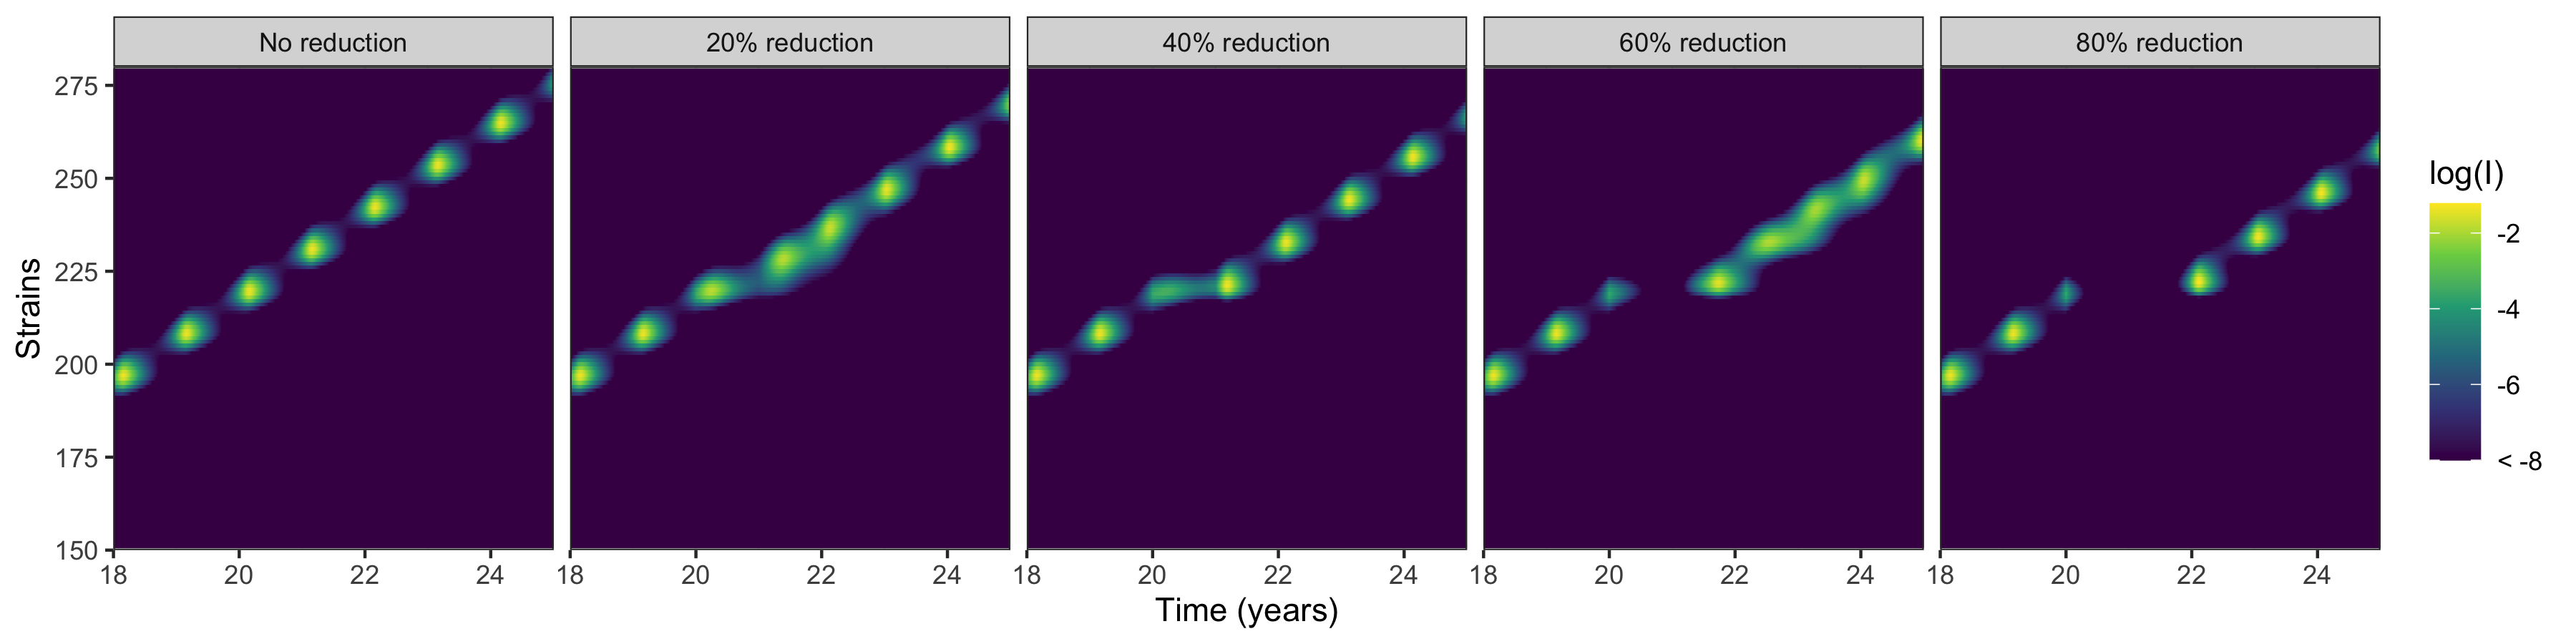 No reduction
20% reduction
40% reduction
60% reduction
80% reduction
Strains
275
250
225
200
175
150
18 20 22 24
18 20 22 24
18 20 22 24
18 20 22 24
18 20 22 24
Time (years)
log(I)
-2
-4
-6
< -8